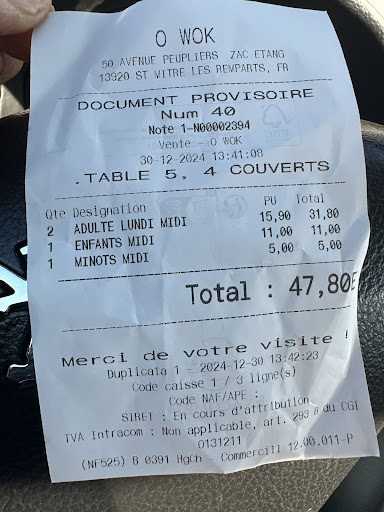 O WOK
50 AVENUE PEUPLIERS ZAC ETANG
13920 ST MITRE LES REMPARTS, FR
DOCUMENT PROVISOIRE
Num 40
Note 1-N00002394
Vente - O WOK
30-12-2024 13:41:08
.TABLE 5, 4 COUVERTS
Qte Designation PU Total
2 ADULTE LUNDI MIDI 15,90 31,80
1 ENFANTS MIDI 11,00 11,00
1 MINOTS MIDI 5,00 5,00
Total : 47,80E
Merci de votre visite !
Duplicata 1 - 2024-12-30 13:42:23
Code caisse 1 / 3 ligne(s)
Code NAF/APE :
SIRET : En cours d'attribution
TVA Intracom : Non applicable, art. 293 B du CGI
0131211
(NF525) B 0391 HgCh - Commercill 12.00.011-P